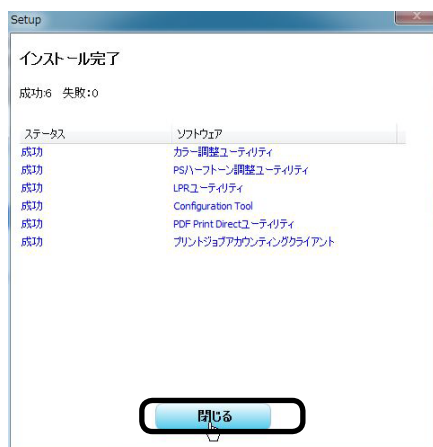 Setup
インストール完了
成功:6 失敗:0
ステータス ソフトウェア
成功 カラー調整ユーティリティ
成功 PSハーフトーン調整ユーティリティ
成功 LPRユーティリティ
成功 Configuration Tool
成功 PDF Print Directユーティリティ
成功 プリントジョブアカウンティングクライアント
閉じる